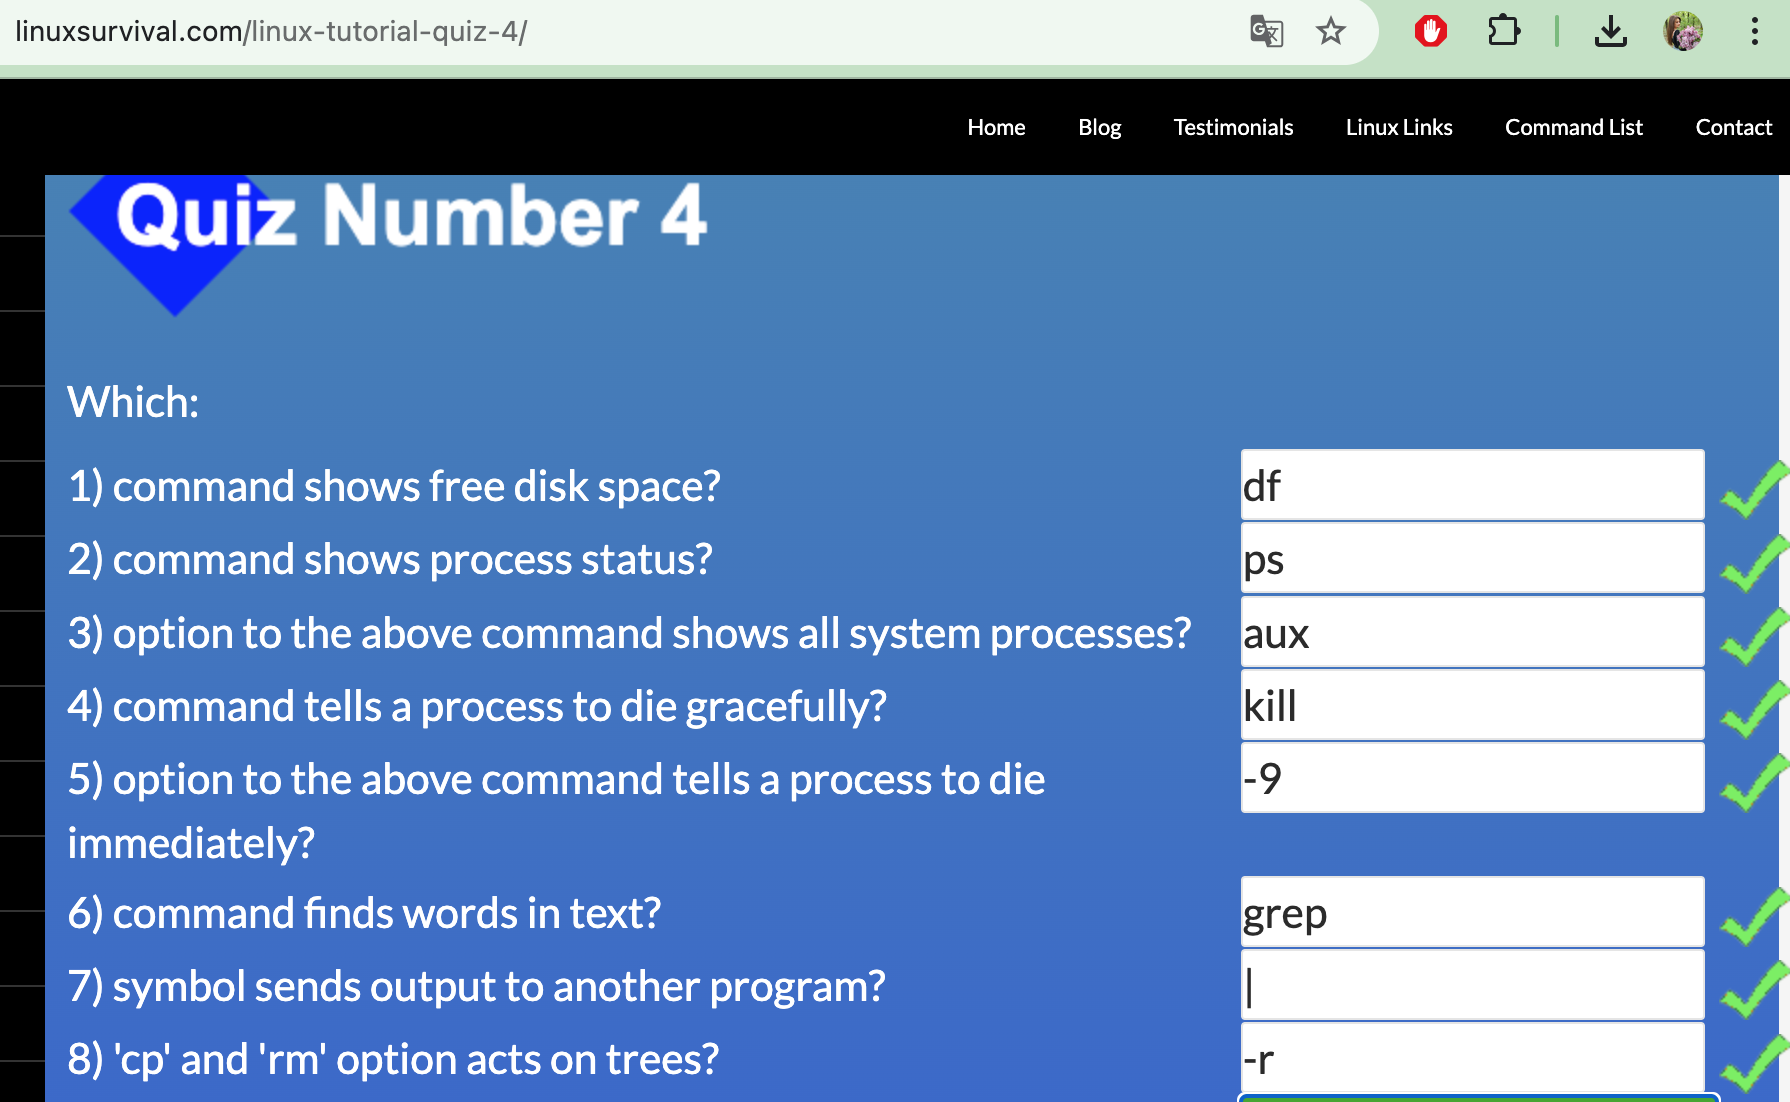 linuxsurvival.com/linux-tutorial-quiz-4/
Home Blog Testimonials Linux Links Command List Contact
Quiz Number 4
Which:
1) command shows free disk space? df
2) command shows process status? ps
3) option to the above command shows all system processes? aux
4) command tells a process to die gracefully? kill
5) option to the above command tells a process to die -9
immediately?
6) command finds words in text? grep
7) symbol sends output to another program? |
8) 'cp' and 'rm' option acts on trees? -r